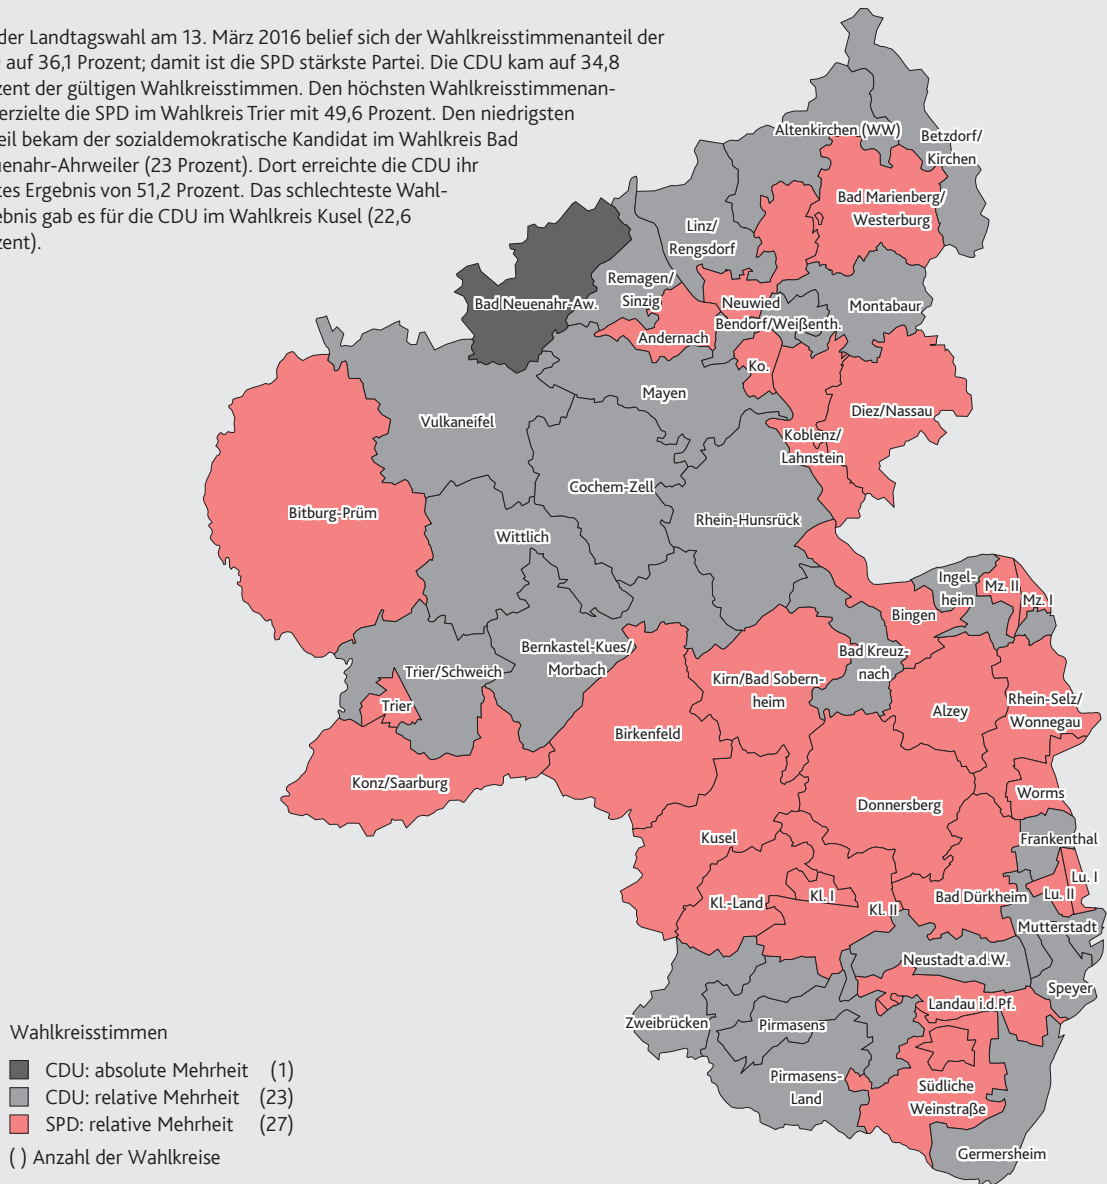 der Landtagswahl am 13. März 2016 belief sich der Wahlkreisstimmenanteil der
auf 36,1 Prozent; damit ist die SPD stärkste Partei. Die CDU kam auf 34,8
zent der gültigen Wahlkreisstimmen. Den höchsten Wahlkreisstimmenan-
erzielte die SPD im Wahlkreis Trier mit 49,6 Prozent. Den niedrigsten
eil bekam der sozialdemokratische Kandidat im Wahlkreis Bad
uenahr-Ahrweiler (23 Prozent). Dort erreichte die CDU ihr
tes Ergebnis von 51,2 Prozent. Das schlechteste Wahl-
ebnis gab es für die CDU im Wahlkreis Kusel (22,6
zent).
Altenkirchen (WW)
Betzdorf/
Kirchen
Bad Marienberg/
Westerburg
Linz/
Rengsdorf
Remagen/
Sinzig
Bad Neuenahr-Aw.
Neuwied
Montabaur
Bendorf/Weißenth.
Andernach
Ko.
Mayen
Diez/Nassau
Vulkaneifel
Koblenz/
Lahnstein
Cochem-Zell
Bitburg-Prüm
Rhein-Hunsrück
Wittlich
Ingel-
heim
Mz. II
Mz. I
Bingen
Bernkastel-Kues/
Morbach
Bad Kreuz-
nach
Trier/Schweich
Kirn/Bad Sobern-
heim
Rhein-Selz/
Wonnegau
Trier
Alzey
Birkenfeld
Konz/Saarburg
Worms
Donnersberg
Kusel
Frankenthal
Lu. I
Lu. II
Kl.-Land
Kl. I
Kl. II
Bad Dürkheim
Mutterstadt
Neustadt a.d.W.
Speyer
Landau i.d.Pf.
Zweibrücken
Pirmasens
Pirmasens-
Land
Südliche
Weinstraße
Germersheim
Wahlkreisstimmen
CDU: absolute Mehrheit (1)
CDU: relative Mehrheit (23)
SPD: relative Mehrheit (27)
( ) Anzahl der Wahlkreise